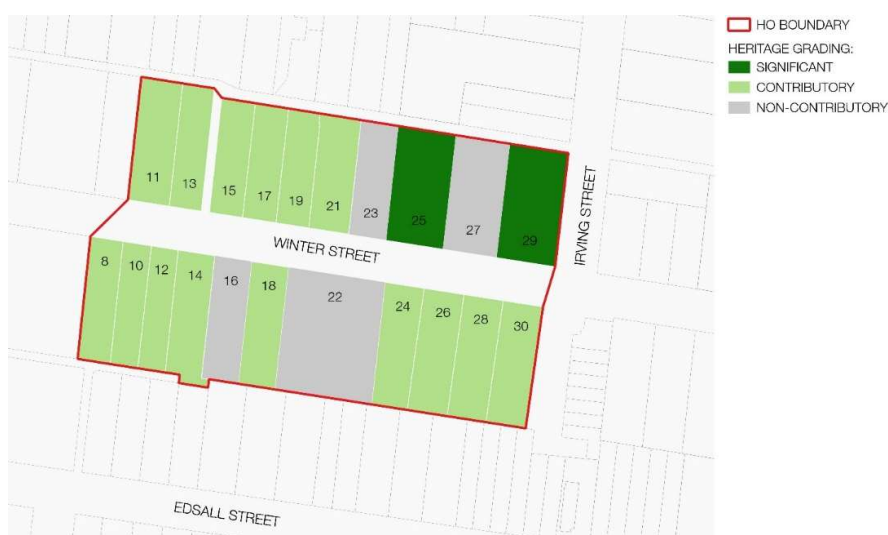 HO BOUNDARY
HERITAGE GRADING:
SIGNIFICANT
CONTRIBUTORY
NON-CONTRIBUTORY
11
13
15
17
19
21
23
25
27
29
WINTER STREET
IRVING STREET
8
10
12
14
16
18
22
24
26
28
30
EDSALL STREET